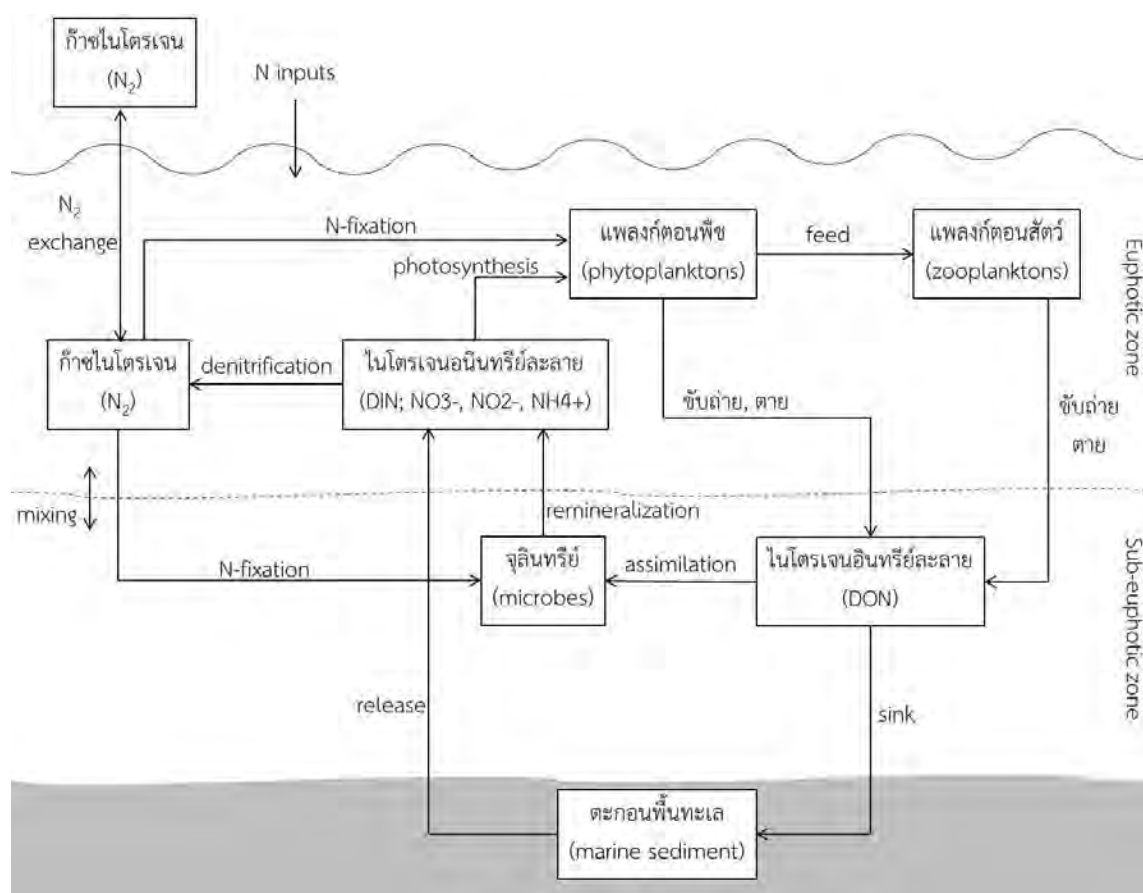 ก๊าซไนโตรเจน
(N₂)
N inputs
N₂
exchange
N-fixation
photosynthesis
แพลงก์ตอนพืช
(phytoplanktons)
feed
แพลงก์ตอนสัตว์
(zooplanktons)
Euphotic zone
ก๊าซไนโตรเจน
(N₂)
denitrification
ไนโตรเจนอนินทรีย์ละลาย
(DIN; NO3-, NO2-, NH4+)
ขับถ่าย, ตาย
ขับถ่าย
ตาย
mixing
remineralization
N-fixation
จุลินทรีย์
(microbes)
assimilation
ไนโตรเจนอินทรีย์ละลาย
(DON)
Sub-euphotic zone
release
sink
ตะกอนพื้นทะเล
(marine sediment)